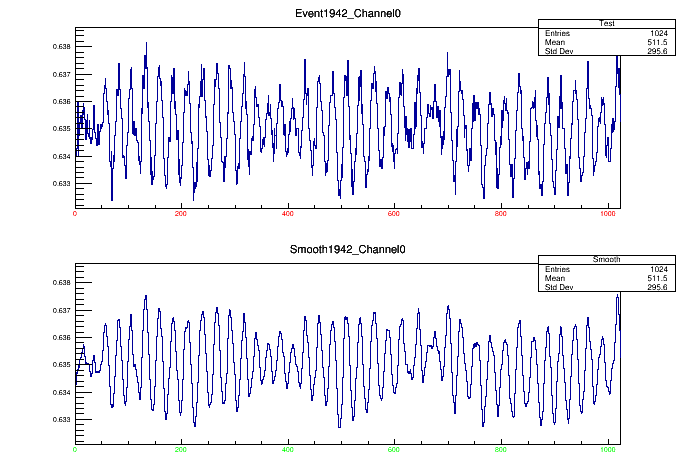 Event1942_Channel0
Test
Entries 1024
Mean 511.5
Std Dev 295.6
0.638
0.637
0.636
0.635
0.634
0.633
0 200 400 600 800 1000
Smooth1942_Channel0
Smooth
Entries 1024
Mean 511.5
Std Dev 295.6
0.638
0.637
0.636
0.635
0.634
0.633
0 200 400 600 800 1000